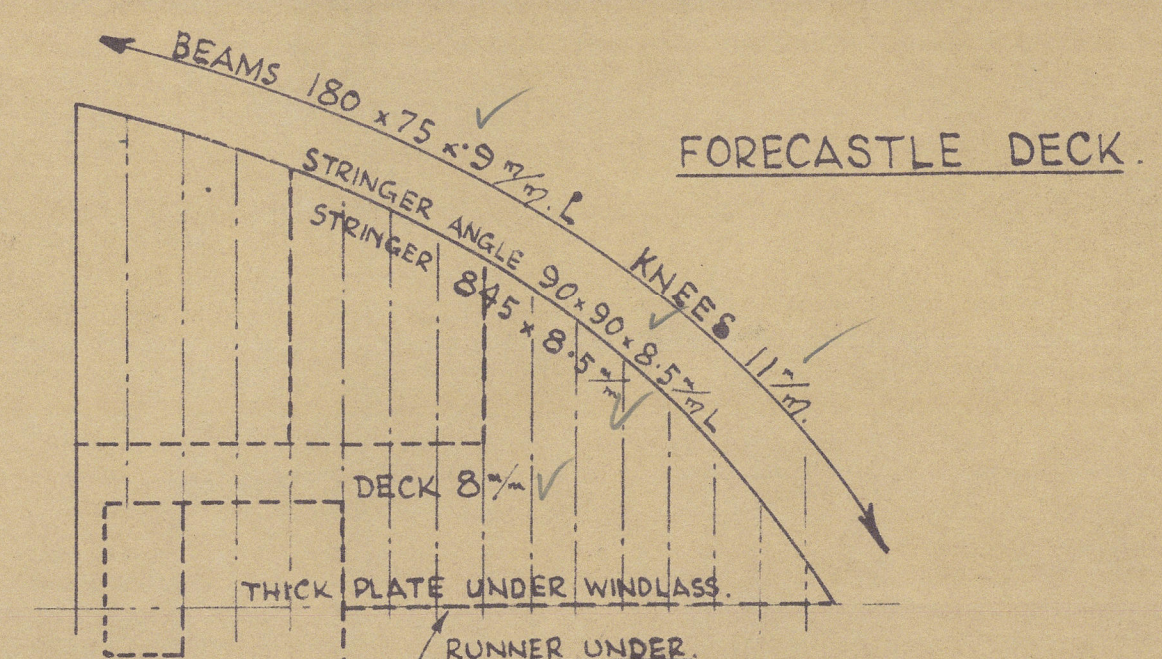 FORECASTLE DECK.
BEAMS 180 x 75 x 9 m/m. L KNEES 11 m/m.
STRINGER ANGLE 90 x 90 x 8.5 m/m L
STRINGER 845 x 8.5 m/m
DECK 8 m/m
THICK PLATE UNDER WINDLASS.
RUNNER UNDER.